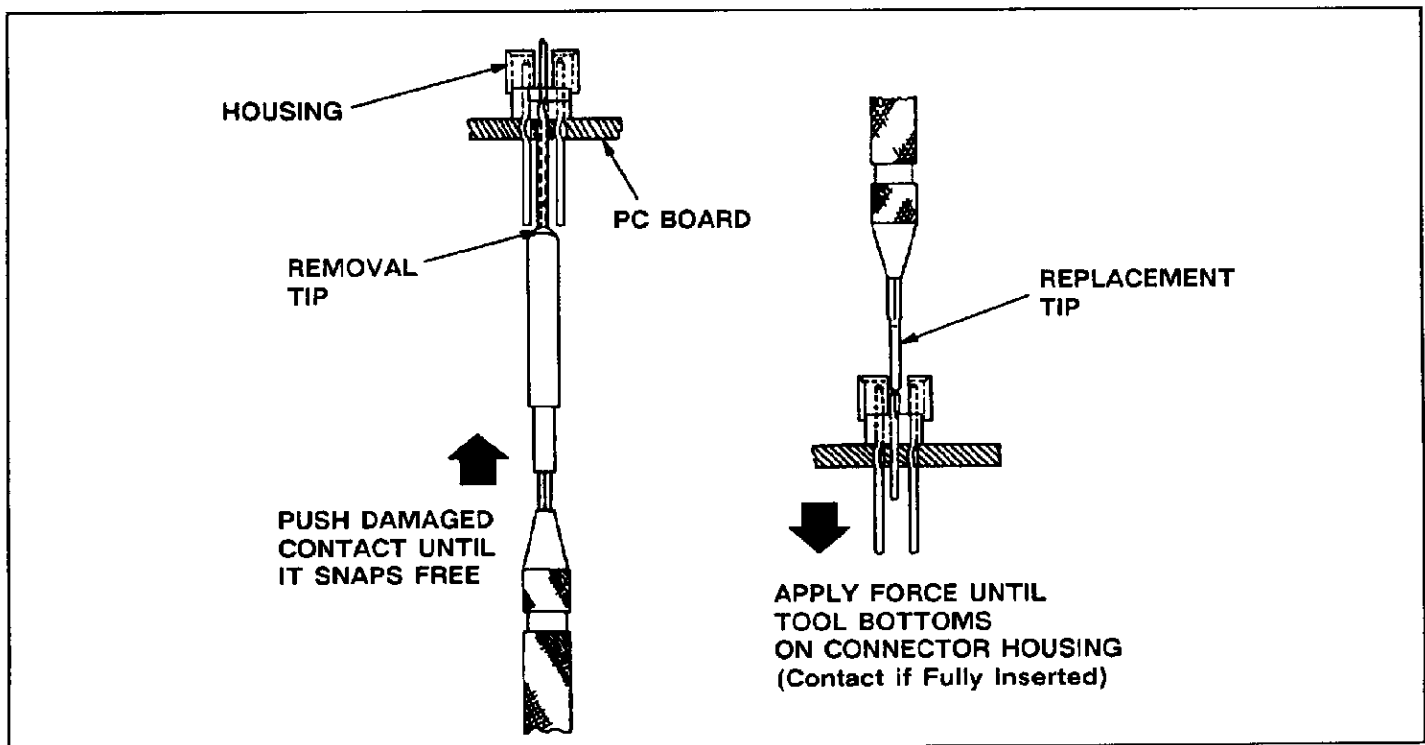 HOUSING
PC BOARD
REMOVAL
TIP
PUSH DAMAGED
CONTACT UNTIL
IT SNAPS FREE
REPLACEMENT
TIP
APPLY FORCE UNTIL
TOOL BOTTOMS
ON CONNECTOR HOUSING
(Contact if Fully Inserted)